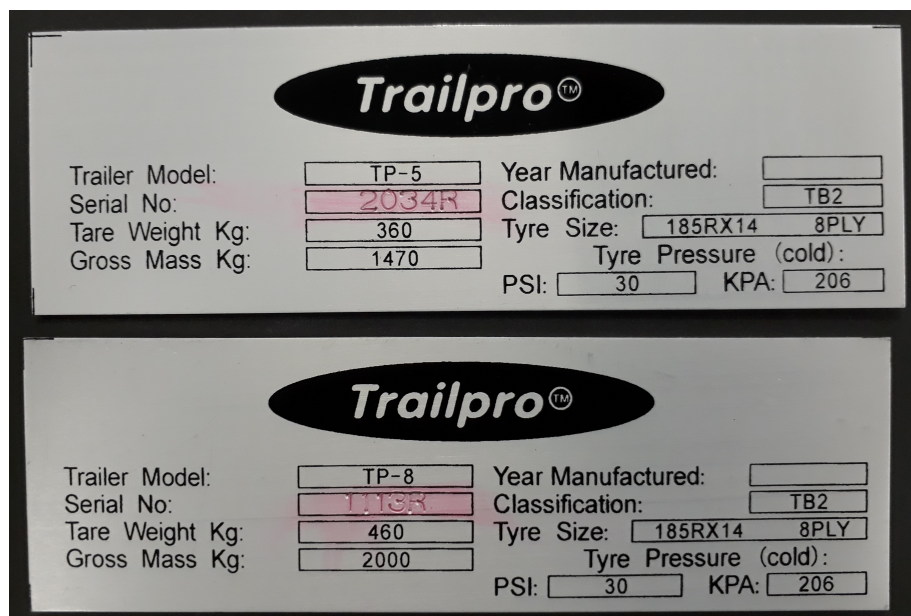 Trailpro TM
Trailer Model: TP-5 Year Manufactured:
Serial No: 2034R Classification: TB2
Tare Weight Kg: 360 Tyre Size: 185RX14 8PLY
Gross Mass Kg: 1470 Tyre Pressure (cold):
PSI: 30 KPA: 206
Trailpro TM
Trailer Model: TP-8 Year Manufactured:
Serial No: 1113R Classification: TB2
Tare Weight Kg: 460 Tyre Size: 185RX14 8PLY
Gross Mass Kg: 2000 Tyre Pressure (cold):
PSI: 30 KPA: 206